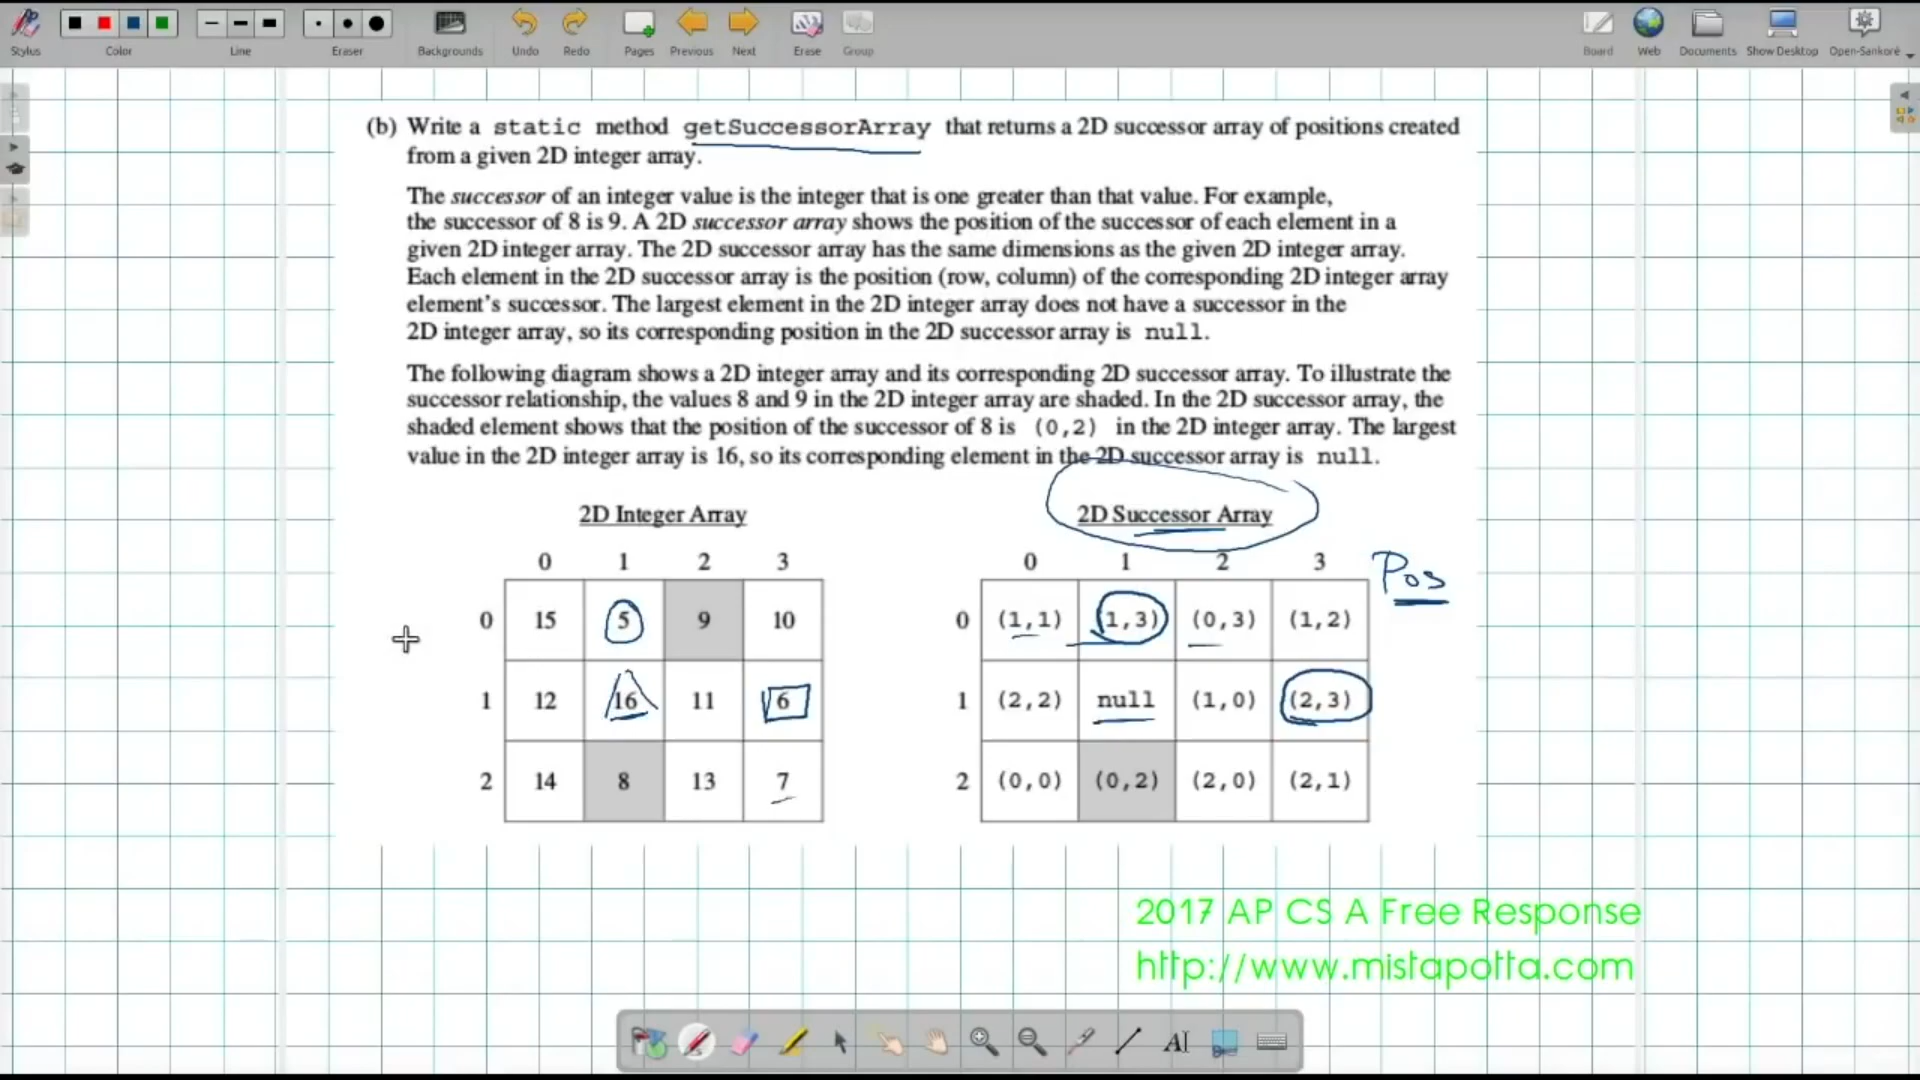 Stylus Color Line Eraser Backgrounds Undo Redo Pages Previous Next Erase Group Board Web Documents Show Desktop Open-Sankoré
(b) Write a static method getSuccessorArray that returns a 2D successor array of positions created
from a given 2D integer array.
The successor of an integer value is the integer that is one greater than that value. For example,
the successor of 8 is 9. A 2D successor array shows the position of the successor of each element in a
given 2D integer array. The 2D successor array has the same dimensions as the given 2D integer array.
Each element in the 2D successor array is the position (row, column) of the corresponding 2D integer array
element's successor. The largest element in the 2D integer array does not have a successor in the
2D integer array, so its corresponding position in the 2D successor array is null.
The following diagram shows a 2D integer array and its corresponding 2D successor array. To illustrate the
successor relationship, the values 8 and 9 in the 2D integer array are shaded. In the 2D successor array, the
shaded element shows that the position of the successor of 8 is (0,2) in the 2D integer array. The largest
value in the 2D integer array is 16, so its corresponding element in the 2D successor array is null.
2D Integer Array
0 1 2 3
0 15 5 9 10
1 12 16 11 6
2 14 8 13 7
2D Successor Array
0 1 2 3
Pos
0 (1,1) (1,3) (0,3) (1,2)
1 (2,2) null (1,0) (2,3)
2 (0,0) (0,2) (2,0) (2,1)
2017 AP CS A Free Response
http://www.mistapotta.com